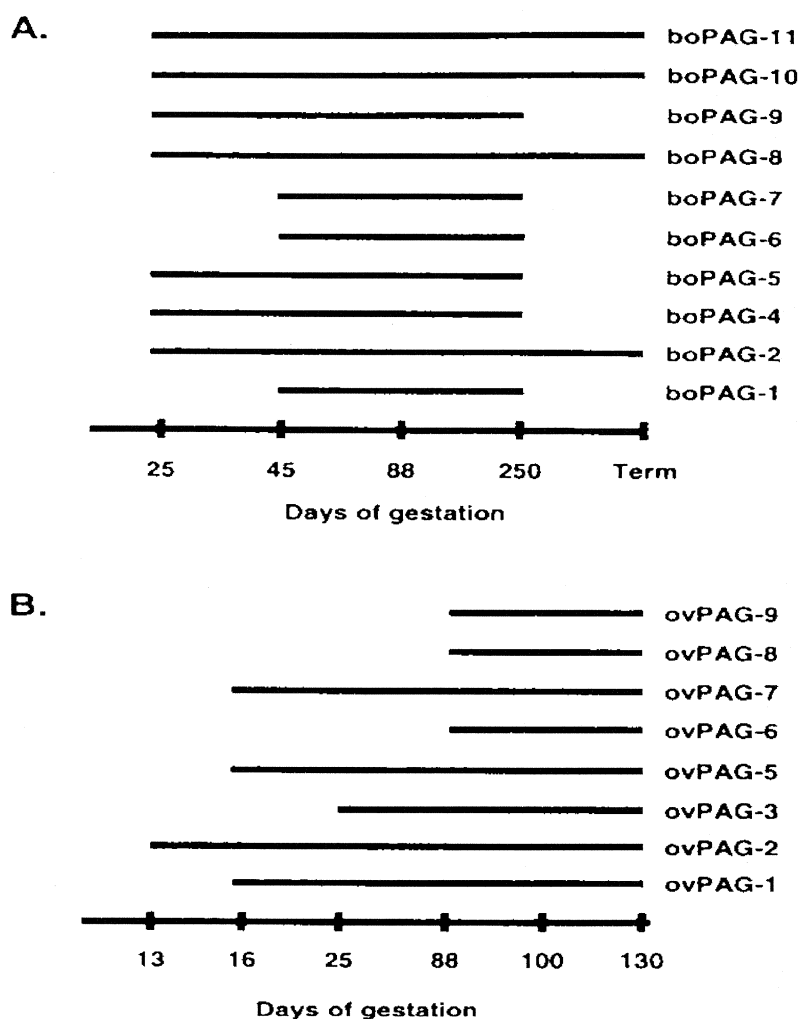 A.
boPAG-11
boPAG-10
boPAG-9
boPAG-8
boPAG-7
boPAG-6
boPAG-5
boPAG-4
boPAG-2
boPAG-1
25 45 88 250 Term
Days of gestation
B.
ovPAG-9
ovPAG-8
ovPAG-7
ovPAG-6
ovPAG-5
ovPAG-3
ovPAG-2
ovPAG-1
13 16 25 88 100 130
Days of gestation